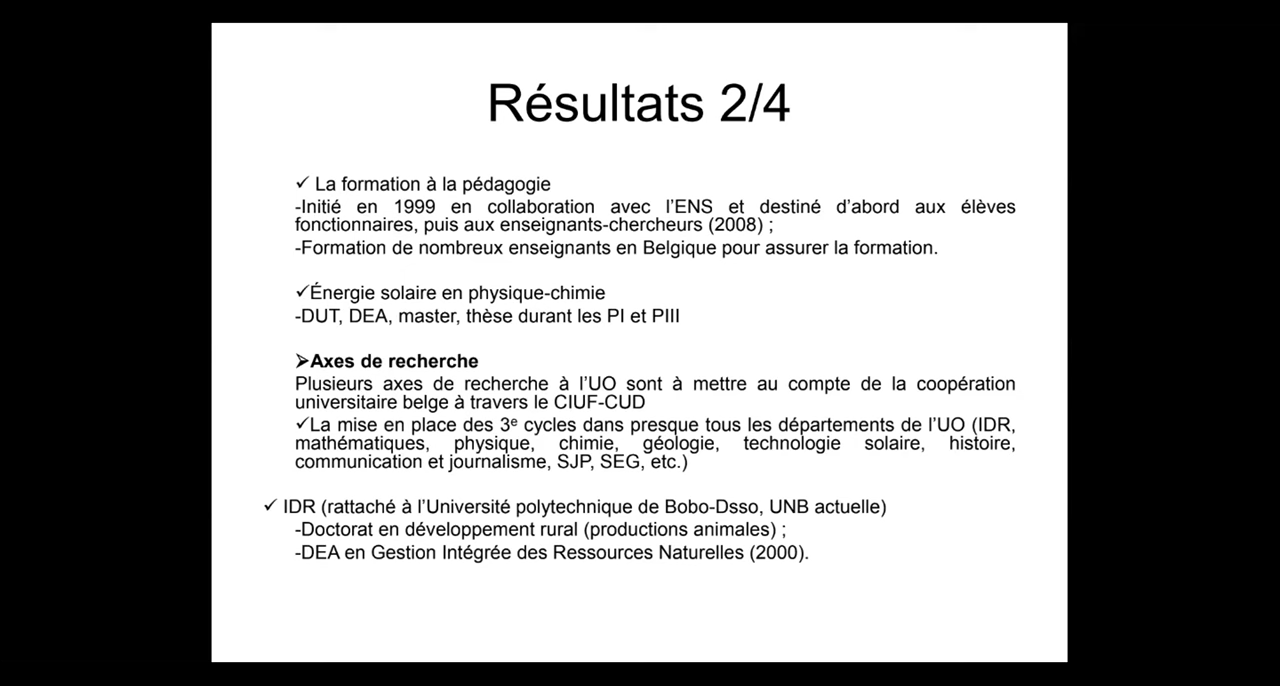 Résultats 2/4
✓ La formation à la pédagogie
-Initié en 1999 en collaboration avec l’ENS et destiné d’abord aux élèves
fonctionnaires, puis aux enseignants-chercheurs (2008) ;
-Formation de nombreux enseignants en Belgique pour assurer la formation.
✓Énergie solaire en physique-chimie
-DUT, DEA, master, thèse durant les PI et PIII
➢Axes de recherche
Plusieurs axes de recherche à l’UO sont à mettre au compte de la coopération
universitaire belge à travers le CIUF-CUD
✓La mise en place des 3e cycles dans presque tous les départements de l’UO (IDR,
mathématiques, physique, chimie, géologie, technologie solaire, histoire,
communication et journalisme, SJP, SEG, etc.)
✓ IDR (rattaché à l’Université polytechnique de Bobo-Dsso, UNB actuelle)
-Doctorat en développement rural (productions animales) ;
-DEA en Gestion Intégrée des Ressources Naturelles (2000).